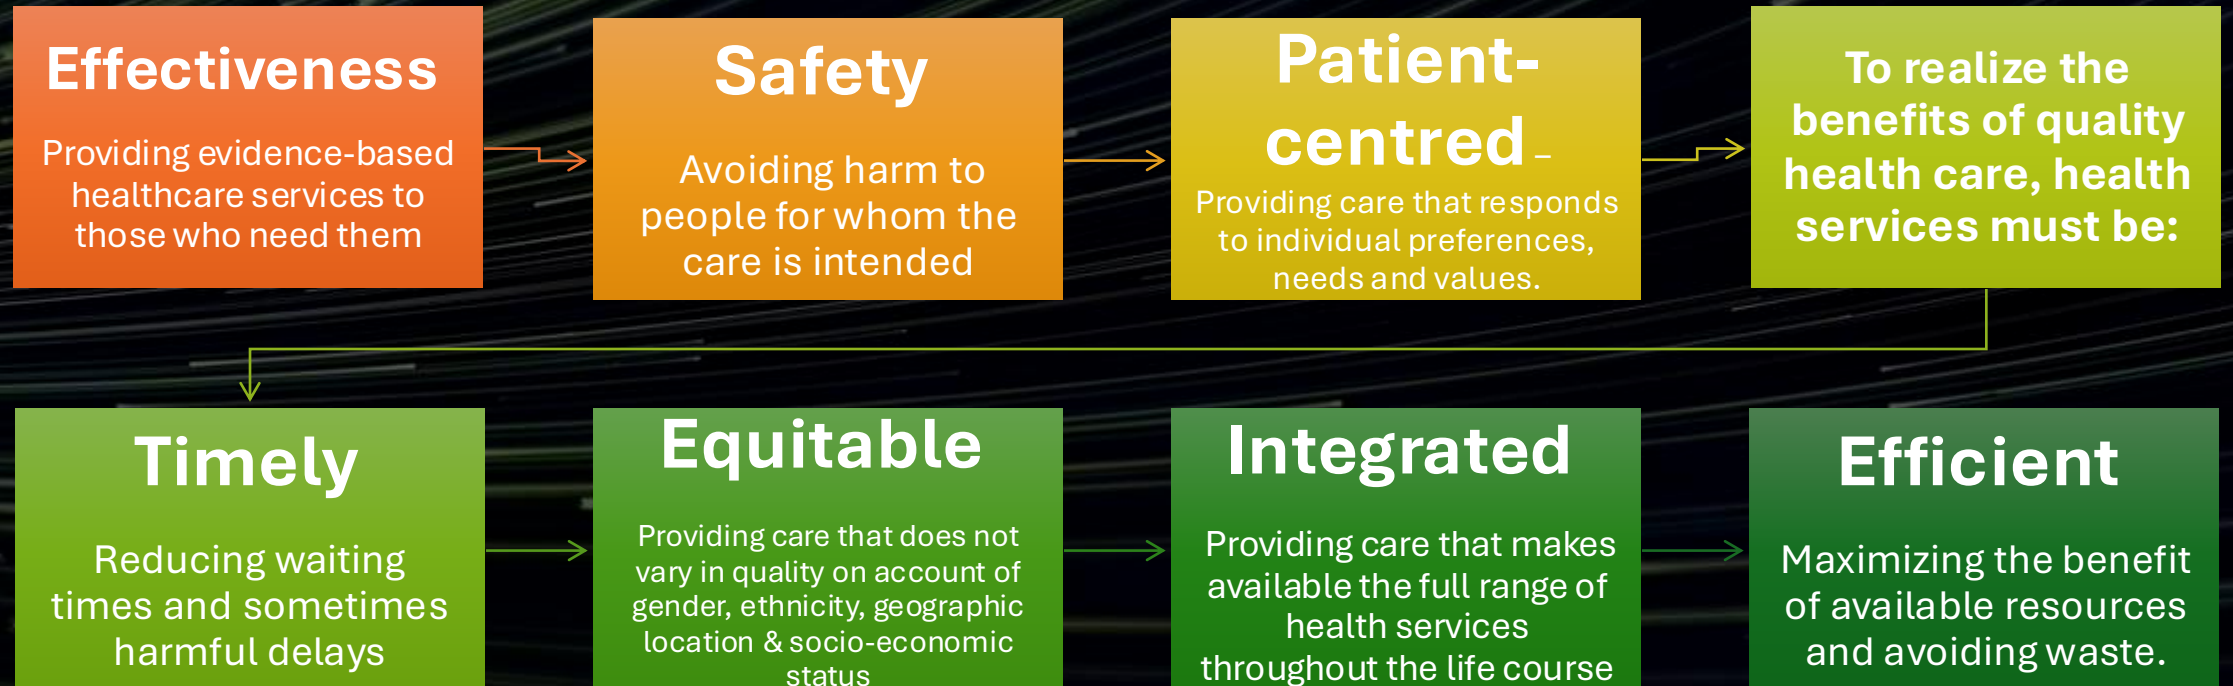 Effectiveness
Providing evidence-based
healthcare services to
those who need them
Safety
Avoiding harm to
people for whom the
care is intended
Patient-
centred –
Providing care that responds
to individual preferences,
needs and values.
To realize the
benefits of quality
health care, health
services must be:
Timely
Reducing waiting
times and sometimes
harmful delays
Equitable
Providing care that does not
vary in quality on account of
gender, ethnicity, geographic
location & socio-economic
status
Integrated
Providing care that makes
available the full range of
health services
throughout the life course
Efficient
Maximizing the benefit
of available resources
and avoiding waste.